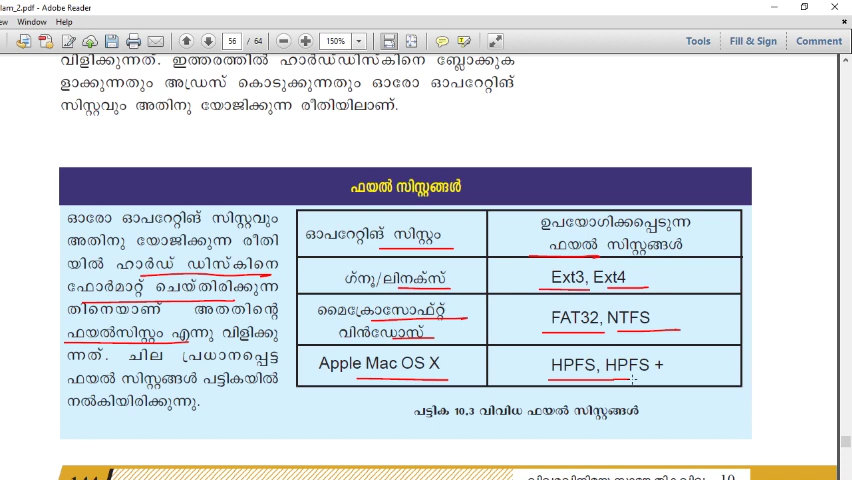 lam_2.pdf - Adobe Reader
ew Window Help
56 / 64 150% Tools Fill & Sign Comment
വിളിക്കുന്നത്. ഇത്തരത്തിൽ ഹാർഡ്ഡിസ്കിനെ ബ്ലോക്കുക
ളാക്കുന്നതും അഡ്രസ് കൊടുക്കുന്നതും ഓരോ ഓപറേറ്റിങ്
സിസ്റ്റവും അതിനു യോജിക്കുന്ന രീതിയിലാണ്.
ഫയൽ സിസ്റ്റങ്ങൾ
ഓരോ ഓപറേറ്റിങ് സിസ്റ്റവും
അതിനു യോജിക്കുന്ന രീതി
യിൽ ഹാർഡ് ഡിസ്കിനെ
ഫോർമാറ്റ് ചെയ്തിരിക്കുന്ന
തിനെയാണ് അതതിന്റെ
ഫയൽസിസ്റ്റം എന്നു വിളിക്കു
ന്നത്. ചില പ്രധാനപ്പെട്ട
ഫയൽ സിസ്റ്റങ്ങൾ പട്ടികയിൽ
നൽകിയിരിക്കുന്നു.
ഓപറേറ്റിങ് സിസ്റ്റം
ഉപയോഗിക്കപ്പെടുന്ന
ഫയൽ സിസ്റ്റങ്ങൾ
ഗ്നൂ/ലിനക്സ്
Ext3, Ext4
മൈക്രോസോഫ്റ്റ്
വിൻഡോസ്
FAT32, NTFS
Apple Mac OS X
HPFS, HPFS +
പട്ടിക 10.3 വിവിധ ഫയൽ സിസ്റ്റങ്ങൾ